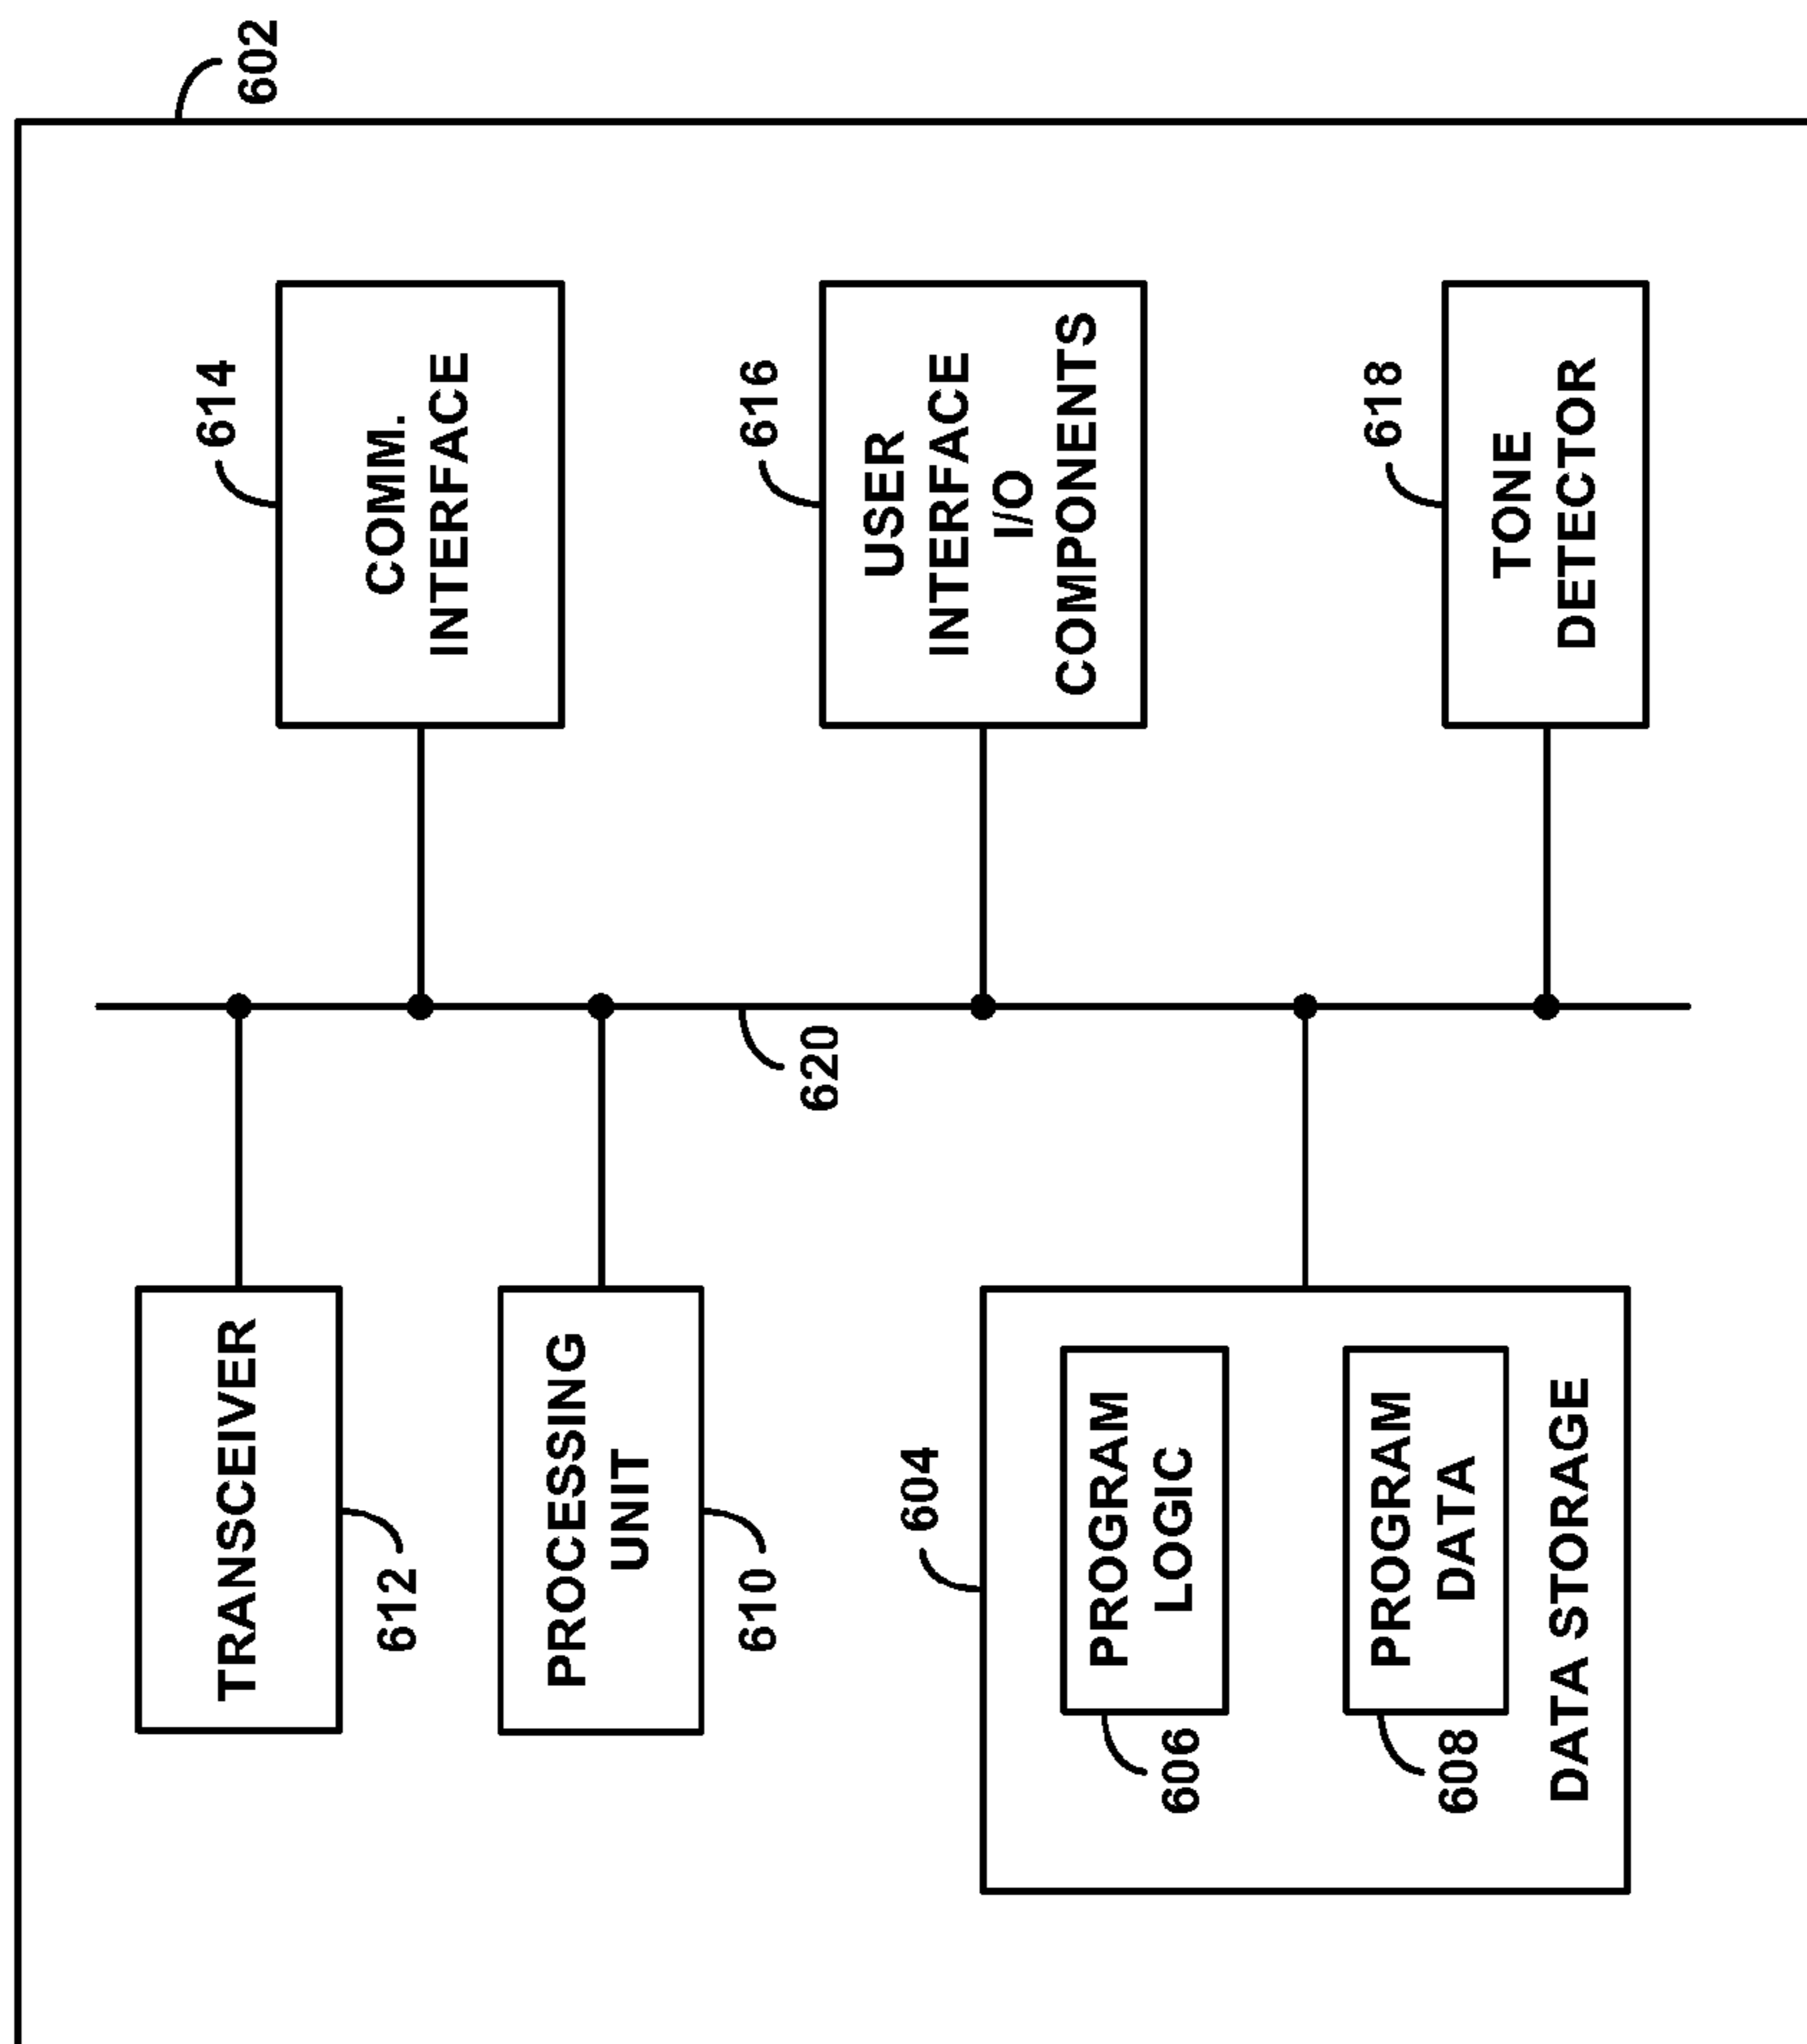 602
614
COMM.
INTERFACE
616
USER
INTERFACE
I/O
COMPONENTS
618
TONE
DETECTOR
620
TRANSCEIVER
612
PROCESSING
UNIT
610
604
PROGRAM
LOGIC
606
PROGRAM
DATA
608
DATA STORAGE